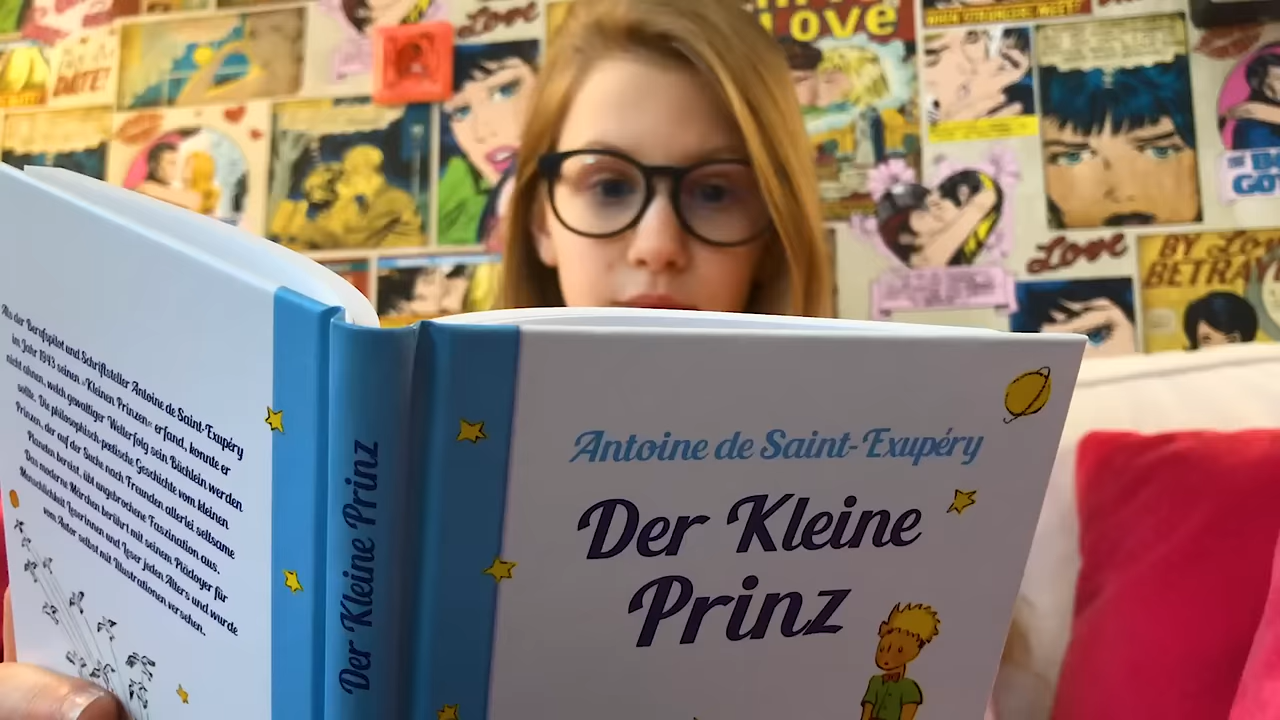 Love
DATE!
Love
Love
BY LOVE
BETRAY
Als der Berufspilot und Schriftsteller Antoine de Saint-Exupéry
im Jahr 1943 seinen »Kleinen Prinzen« erfand, konnte er
nicht ahnen, welch gewaltiger Welterfolg sein Büchlein werden
sollte. Die philosophisch-poetische Geschichte vom kleinen
Prinzen, der auf der Suche nach Freunden allerlei seltsame
Planeten bereist, übt ungebrochene Faszination aus.
Das moderne Märchen berührt mit seinem Plädoyer für
Menschlichkeit Leserinnen und Leser jeden Alters und wurde
vom Autor selbst mit Illustrationen versehen.
Der Kleine Prinz
Antoine de Saint-Exupéry
Der Kleine
Prinz